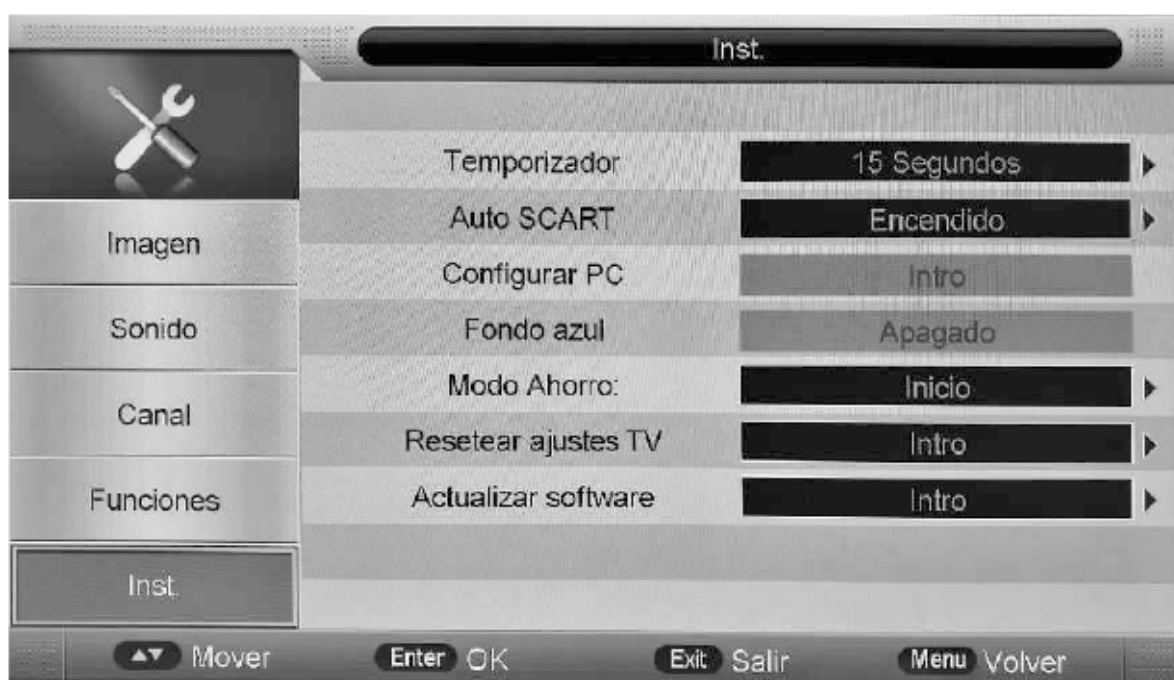 Inst.
Temporizador 15 Segundos
Auto SCART Encendido
Configurar PC Intro
Fondo azul Apagado
Modo Ahorro: Inicio
Resetear ajustes TV Intro
Actualizar software Intro
Imagen
Sonido
Canal
Funciones
Inst.
Mover Enter OK Exit Salir Menu Volver